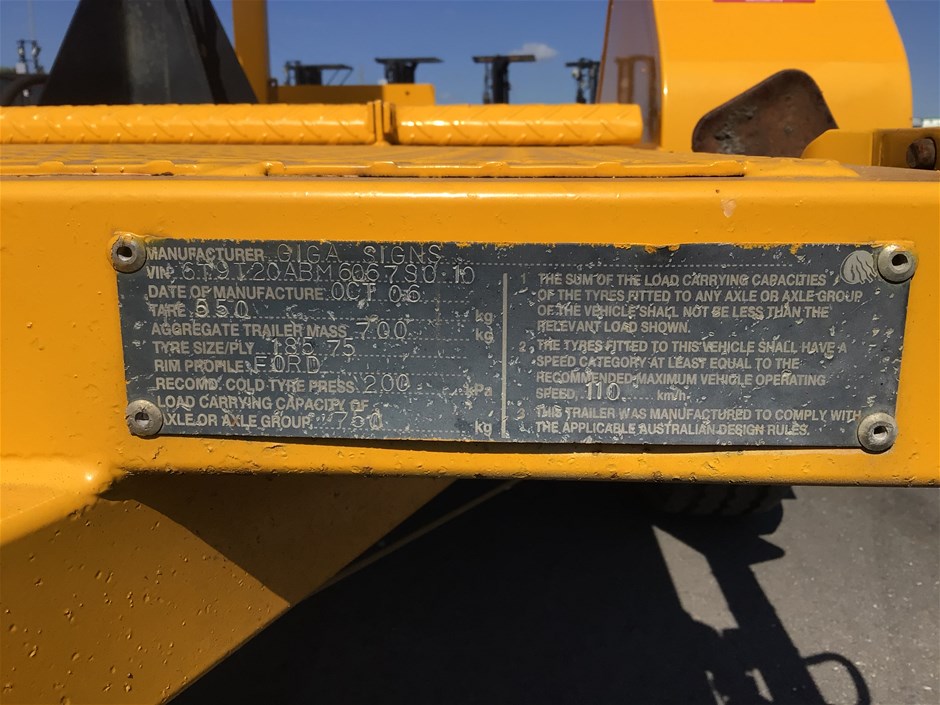 MANUFACTURER GIGA SIGNS
VIN 6T9T20ABM6067S010
DATE OF MANUFACTURE OCT 06
TARE 550 kg
AGGREGATE TRAILER MASS 700 kg
TYRE SIZE/PLY 185 75
RIM PROFILE FORD
RECOMD. COLD TYRE PRESS 200 kPa
LOAD CARRYING CAPACITY OF
AXLE OR AXLE GROUP 750 kg
1. THE SUM OF THE LOAD CARRYING CAPACITIES
OF THE TYRES FITTED TO ANY AXLE OR AXLE GROUP
OF THE VEHICLE SHALL NOT BE LESS THAN THE
RELEVANT LOAD SHOWN.
2. THE TYRES FITTED TO THIS VEHICLE SHALL HAVE A
SPEED CATEGORY AT LEAST EQUAL TO THE
RECOMMENDED MAXIMUM VEHICLE OPERATING
SPEED 110 km/h
3. THIS TRAILER WAS MANUFACTURED TO COMPLY WITH
THE APPLICABLE AUSTRALIAN DESIGN RULES.